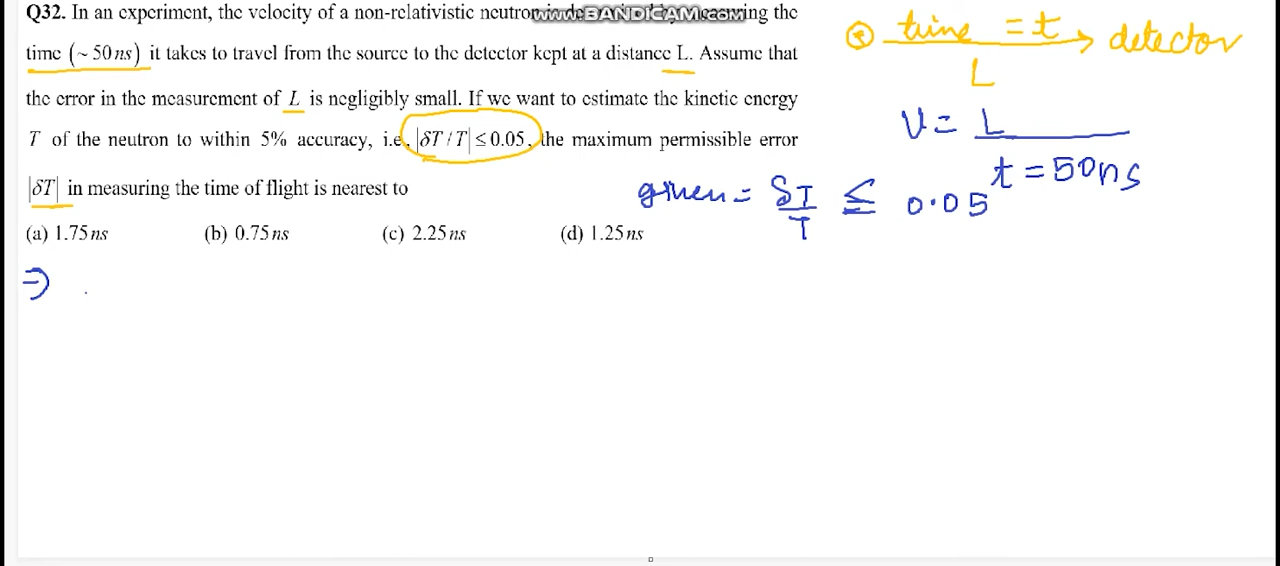 Q32. In an experiment, the velocity of a non-relativistic neutron the
www.BANDICAM.com
time (~ 50 ns) it takes to travel from the source to the detector kept at a distance L. Assume that
the error in the measurement of L is negligibly small. If we want to estimate the kinetic energy
T of the neutron to within 5% accuracy, i.e. |δT / T| ≤ 0.05, the maximum permissible error
|δT| in measuring the time of flight is nearest to
(a) 1.75 ns (b) 0.75 ns (c) 2.25 ns (d) 1.25 ns
time = t → detector
L
V = L
t = 50ns
given = δT/T ≤ 0.05
⇒